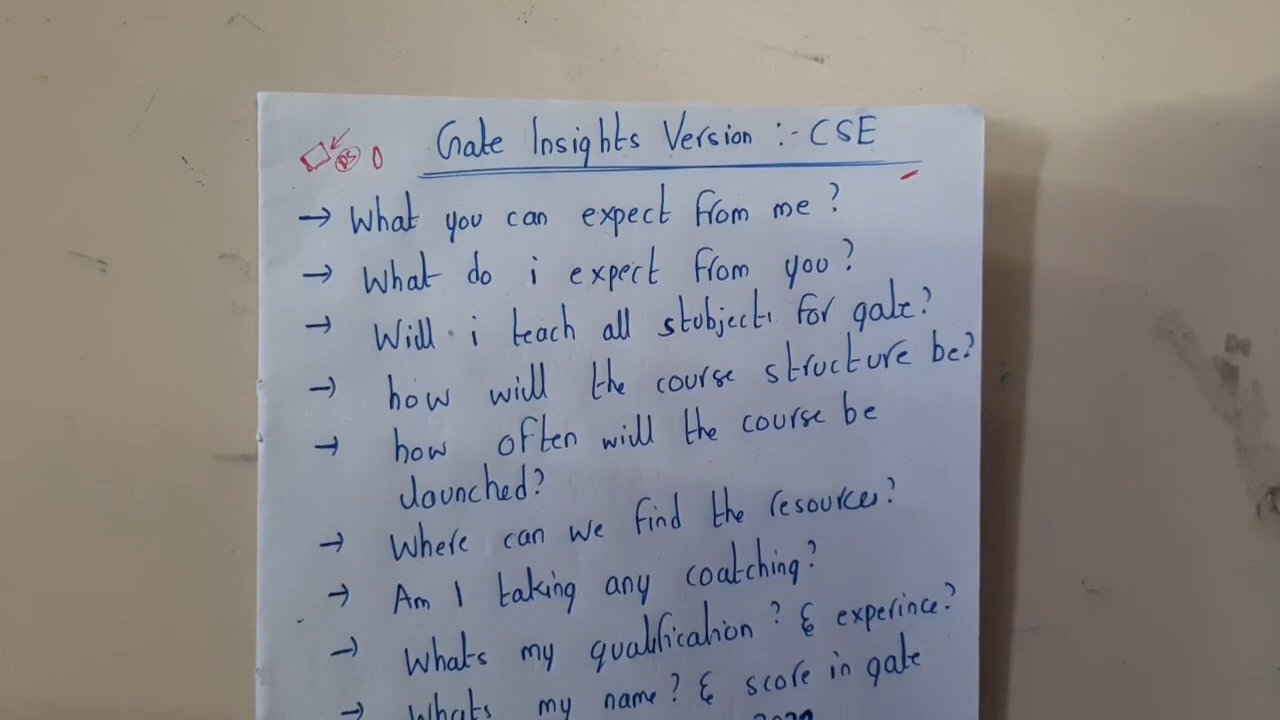 Gate Insights Version :- CSE
DS
→ What you can expect from me?
→ What do i expect from you?
→ Will i teach all stubject for gate?
→ how will the course structure be?
→ how often will the course be
launched?
→ Where can we find the resources?
→ Am I taking any coatching?
→ Whats my qualification? & experince?
→ Whats my name? & score in gate